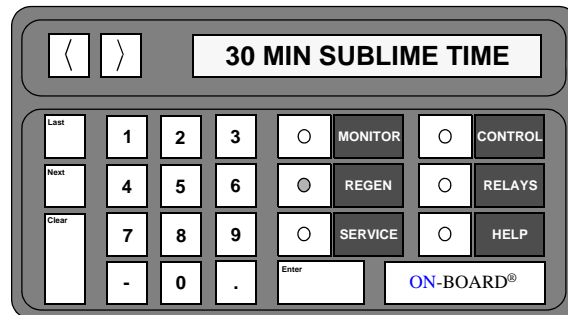 〈 〉 30 MIN SUBLIME TIME
Last 1 2 3 MONITOR CONTROL
Next 4 5 6 REGEN RELAYS
Clear 7 8 9 SERVICE HELP
- 0 . Enter ON-BOARD®